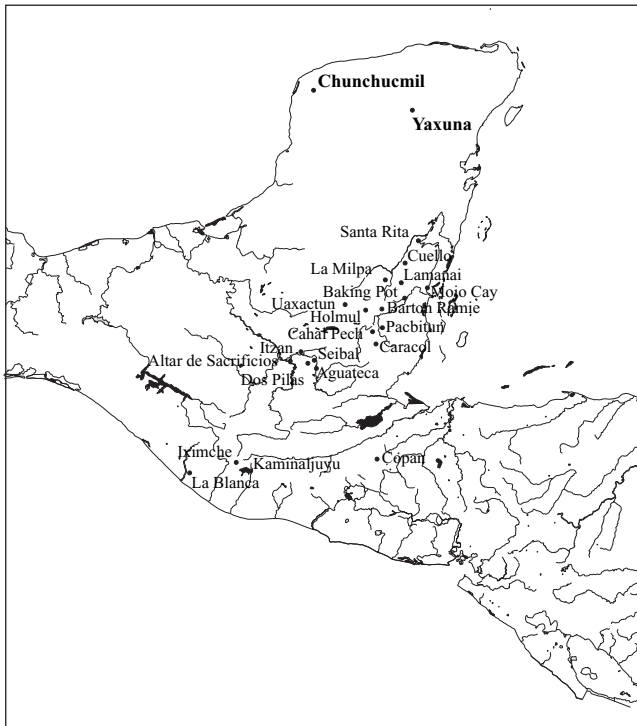 Chunchucmil
Yaxuna
Santa Rita
Cuello
La Milpa
Lamanai
Baking Pot
Mojo Cay
Uaxactun
Barton Ramie
Holmul
Pacbitun
Cahal Pech
Caracol
Itzan
Seibal
Altar de Sacrificios
Aguateca
Dos Pilas
Iximche
Kaminaljuyu
Copan
La Blanca